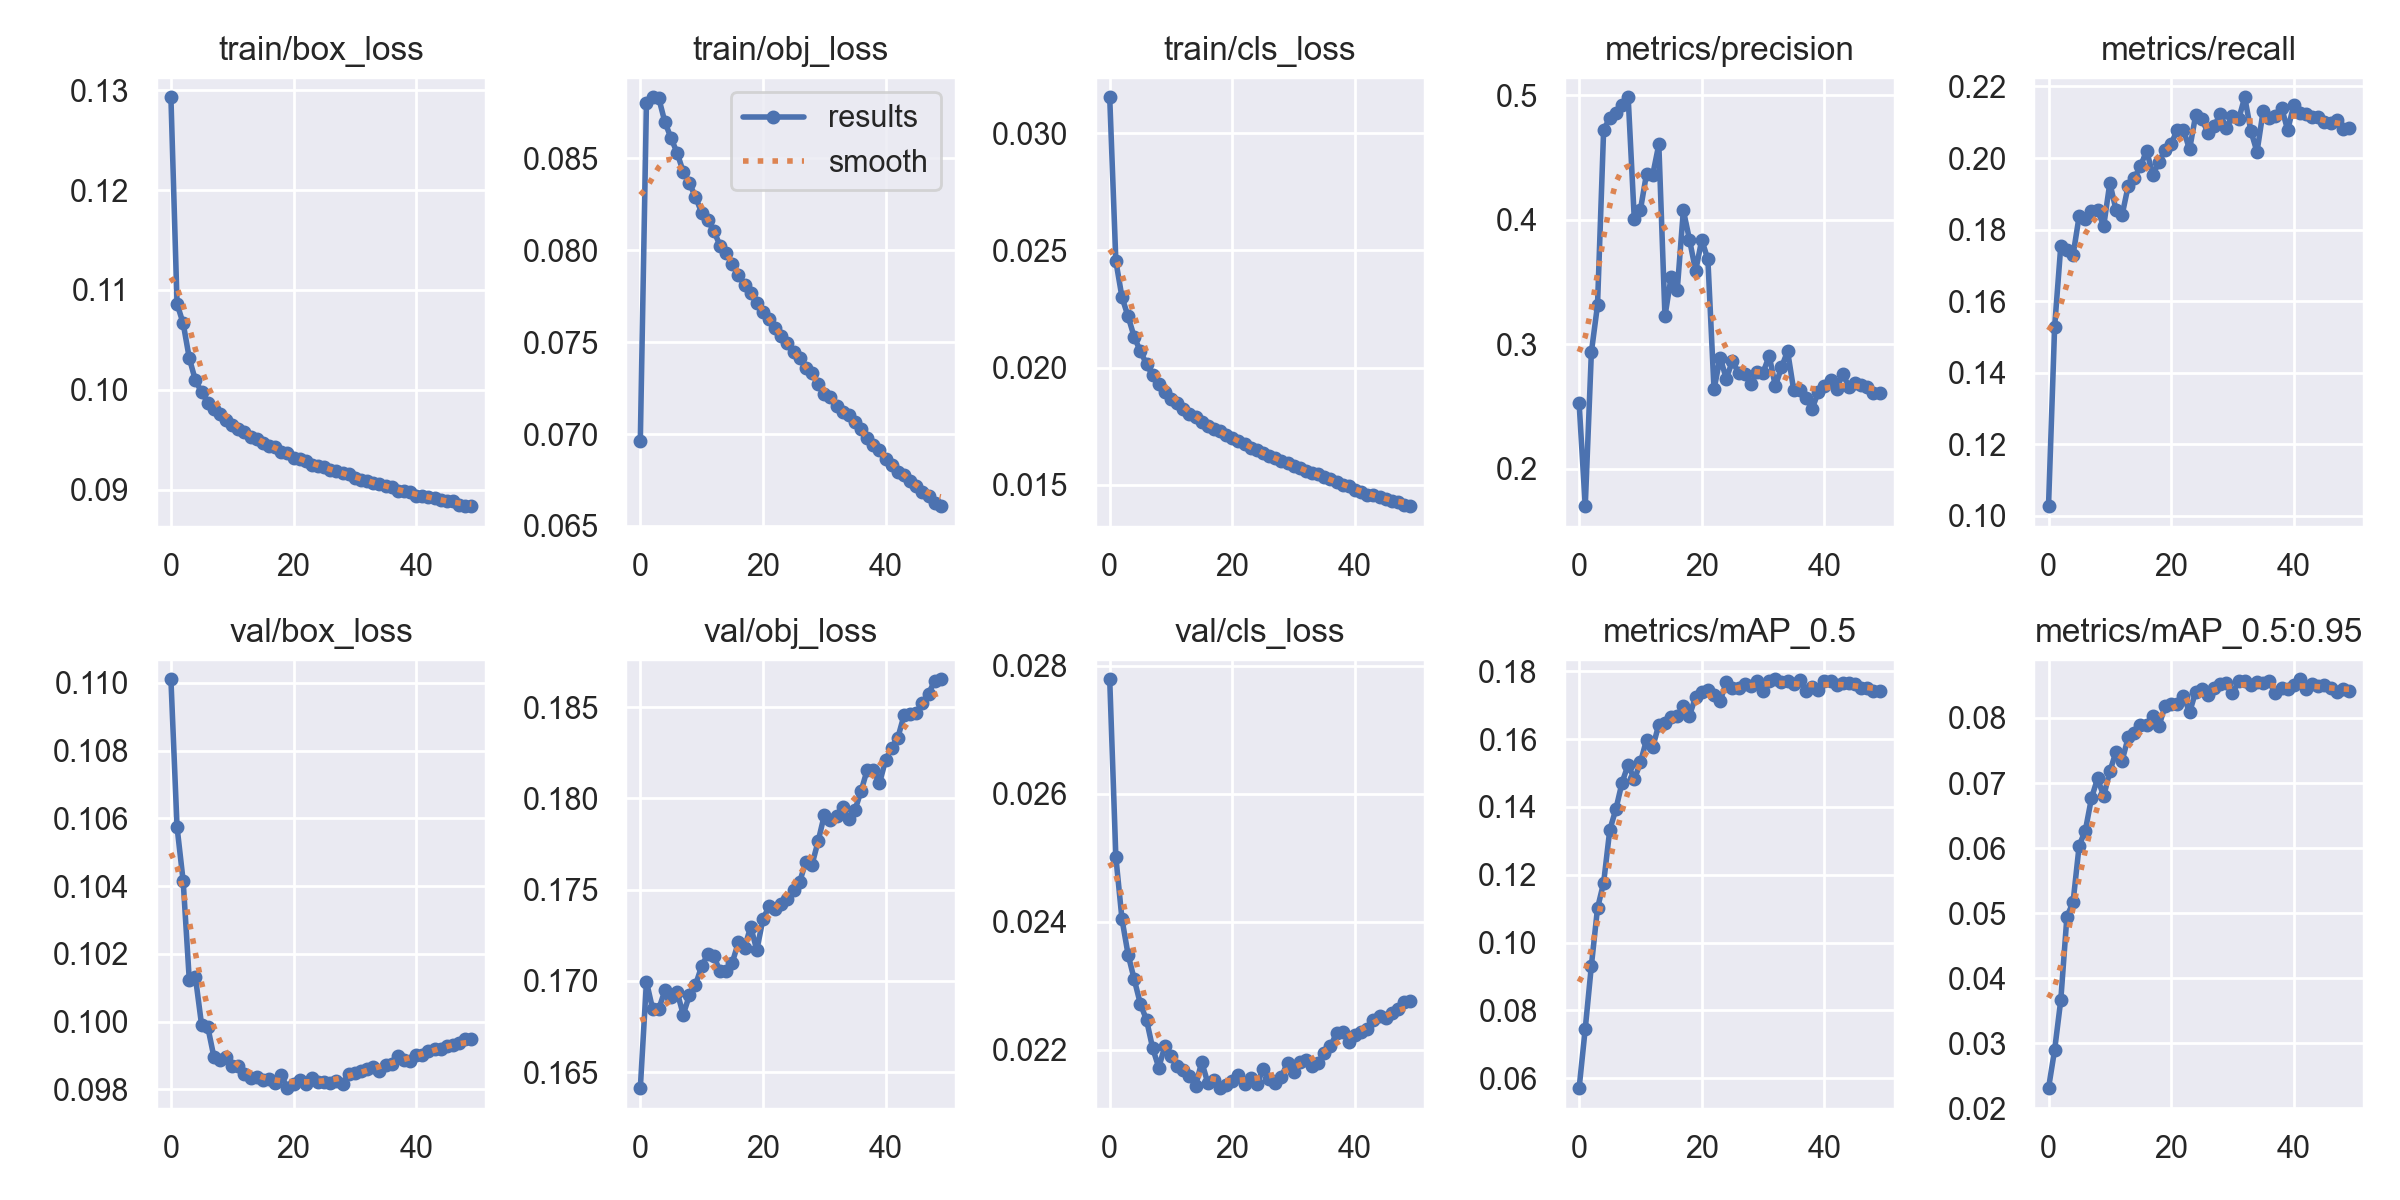 train/box_loss
0.13
0.12
0.11
0.10
0.09
0 20 40
train/obj_loss
results
smooth
0.085
0.080
0.075
0.070
0.065
0 20 40
train/cls_loss
0.030
0.025
0.020
0.015
0 20 40
metrics/precision
0.5
0.4
0.3
0.2
0 20 40
metrics/recall
0.22
0.20
0.18
0.16
0.14
0.12
0.10
0 20 40
val/box_loss
0.110
0.108
0.106
0.104
0.102
0.100
0.098
0 20 40
val/obj_loss
0.185
0.180
0.175
0.170
0.165
0 20 40
val/cls_loss
0.028
0.026
0.024
0.022
0 20 40
metrics/mAP_0.5
0.18
0.16
0.14
0.12
0.10
0.08
0.06
0 20 40
metrics/mAP_0.5:0.95
0.08
0.07
0.06
0.05
0.04
0.03
0.02
0 20 40